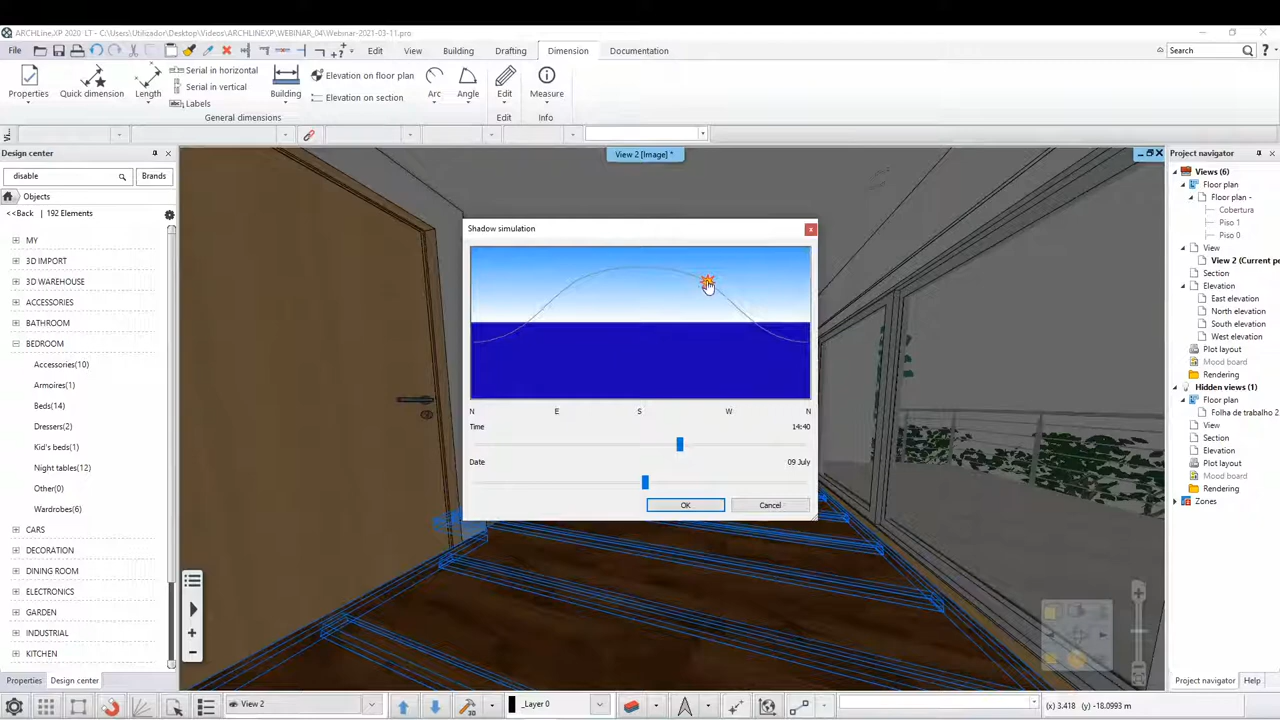 ARCHLine.XP 2020 LT - C:\Users\Utilizador\Desktop\Videos\ARCHLINEXP\WEBINAR_04\Webinar-2021-03-11.pro
File
Edit
View
Building
Drafting
Dimension
Documentation
Search
?
Properties
Quick dimension
Length
Serial in horizontal
Serial in vertical
Labels
Building
Elevation on floor plan
Elevation on section
Arc
Angle
Edit
Measure
General dimensions
Edit
Info
Design center
disable
Brands
Objects
<<Back | 192 Elements
MY
3D IMPORT
3D WAREHOUSE
ACCESSORIES
BATHROOM
BEDROOM
Accessories(10)
Armoires(1)
Beds(14)
Dressers(2)
Kid's beds(1)
Night tables(12)
Other(0)
Wardrobes(6)
CARS
DECORATION
DINING ROOM
ELECTRONICS
GARDEN
INDUSTRIAL
KITCHEN
Properties
Design center
View 2 [Image] *
Shadow simulation
N E S W N
Time 14:40
Date 09 July
OK
Cancel
Project navigator
Views (6)
Floor plan
Floor plan -
Cobertura
Piso 1
Piso 0
View
View 2 (Current pe
Section
Elevation
East elevation
North elevation
South elevation
West elevation
Plot layout
Mood board
Rendering
Hidden views (1)
Floor plan
Folha de trabalho 2
View
Section
Elevation
Plot layout
Mood board
Rendering
Zones
Project navigator
Help
View 2
_Layer 0
(x) 3.418 (y) -18.0993 m